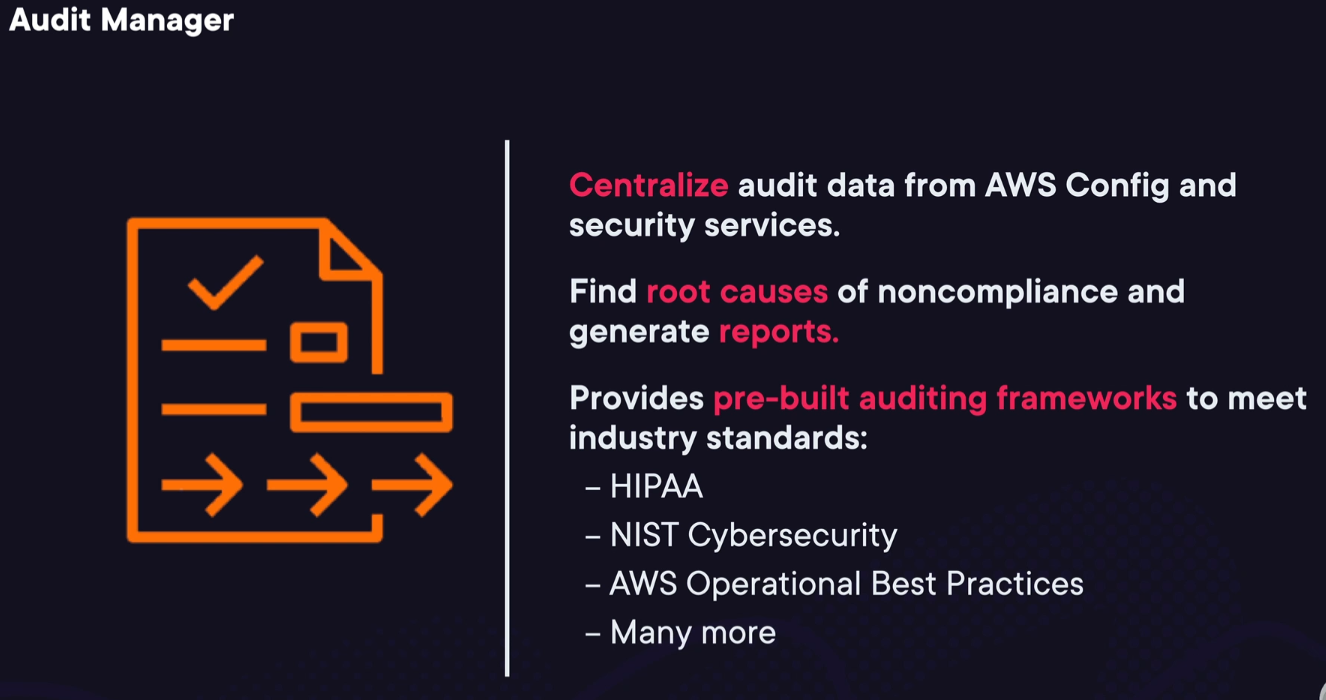 Audit Manager
Centralize audit data from AWS Config and
security services.
Find root causes of noncompliance and
generate reports.
Provides pre-built auditing frameworks to meet
industry standards:
– HIPAA
– NIST Cybersecurity
– AWS Operational Best Practices
– Many more